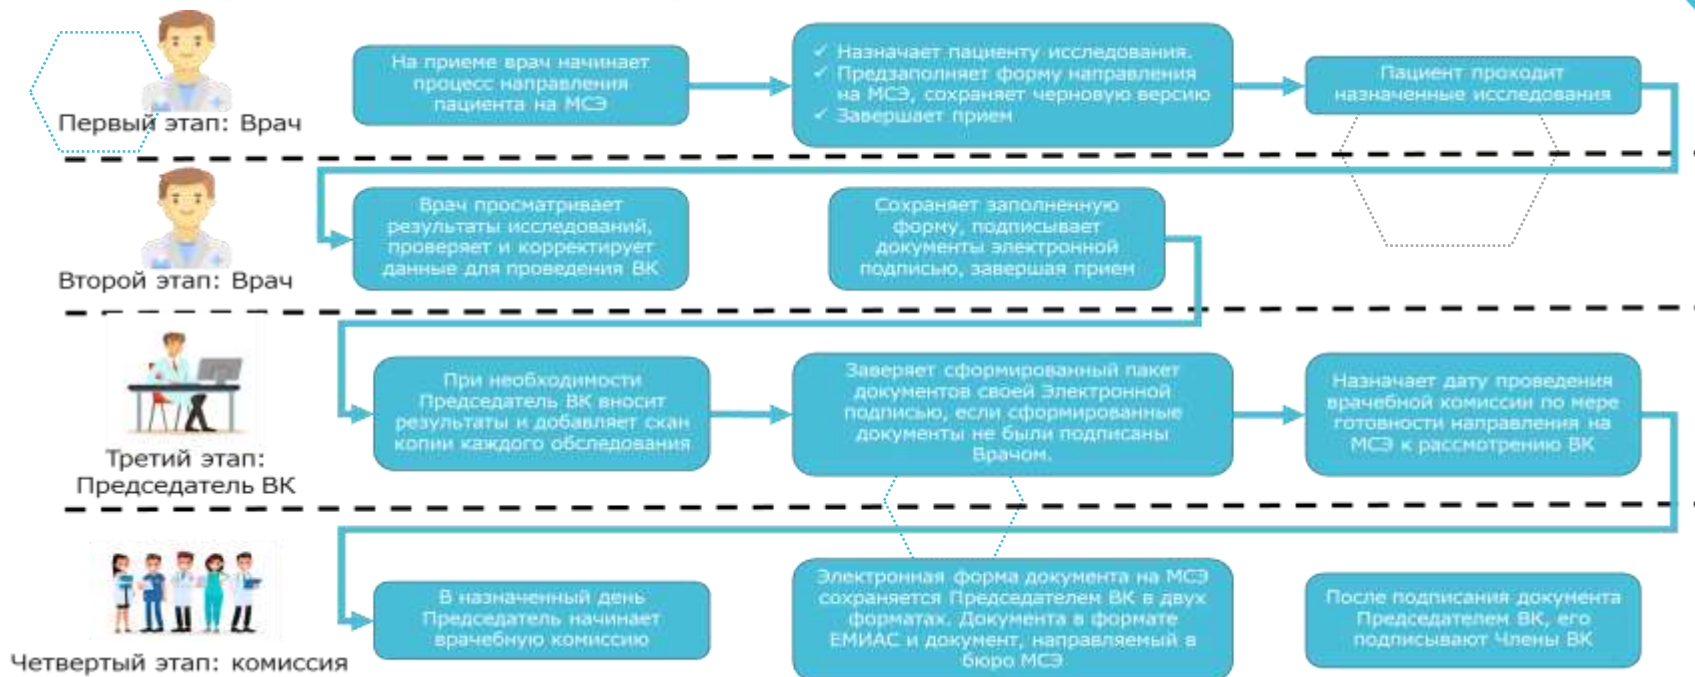 На приеме врач начинает
процесс направления
пациента на МСЭ
✓ Назначает пациенту исследования.
✓ Предзаполняет форму направления
на МСЭ, сохраняет черновую версию
✓ Завершает прием
Пациент проходит
назначенные исследования
Первый этап: Врач
Врач просматривает
результаты исследований,
проверяет и корректирует
данные для проведения ВК
Сохраняет заполненную
форму, подписывает
документы электронной
подписью, завершая прием
Второй этап: Врач
При необходимости
Председатель ВК вносит
результаты и добавляет скан
копии каждого обследования
Заверяет сформированный пакет
документов своей Электронной
подписью, если сформированные
документы не были подписаны
Врачом.
Назначает дату проведения
врачебной комиссии по мере
готовности направления на
МСЭ к рассмотрению ВК
Третий этап:
Председатель ВК
В назначенный день
Председатель начинает
врачебную комиссию
Электронная форма документа на МСЭ
сохраняется Председателем ВК в двух
форматах. Документа в формате
ЕМИАС и документ, направляемый в
бюро МСЭ
После подписания документа
Председателем ВК, его
подписывают Члены ВК
Четвертый этап: комиссия